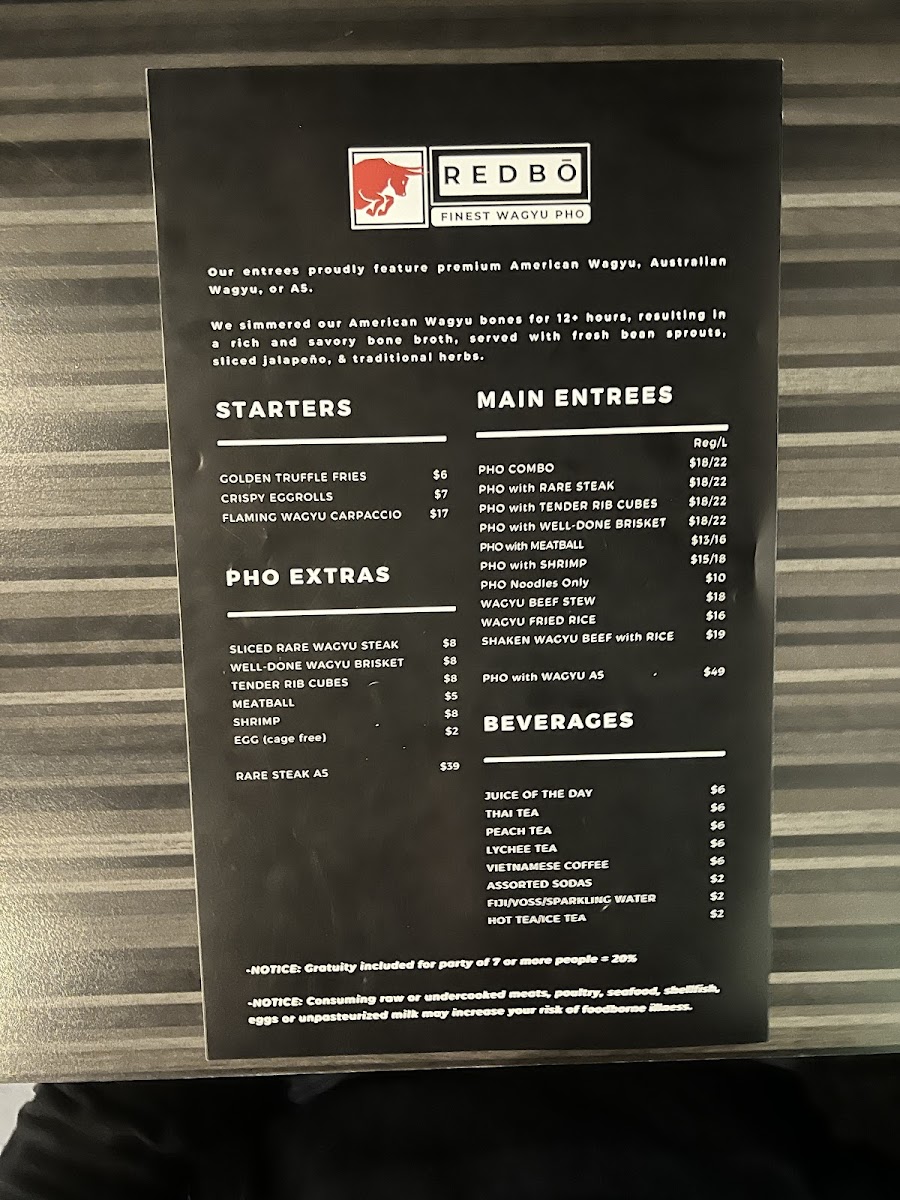 REDBŌ
FINEST WAGYU PHO
Our entrees proudly feature premium American Wagyu, Australian
Wagyu, or A5.
We simmered our American Wagyu bones for 12+ hours, resulting in
a rich and savory bone broth, served with fresh bean sprouts,
sliced jalapeño, & traditional herbs.
STARTERS
GOLDEN TRUFFLE FRIES $6
CRISPY EGGROLLS $7
FLAMING WAGYU CARPACCIO $17
PHO EXTRAS
SLICED RARE WAGYU STEAK $8
WELL-DONE WAGYU BRISKET $8
TENDER RIB CUBES $8
MEATBALL $5
SHRIMP $8
EGG (cage free) $2
RARE STEAK A5 $39
MAIN ENTREES
Reg/L
PHO COMBO $18/22
PHO with RARE STEAK $18/22
PHO with TENDER RIB CUBES $18/22
PHO with WELL-DONE BRISKET $18/22
PHO with MEATBALL $13/16
PHO with SHRIMP $15/18
PHO Noodles Only $10
WAGYU BEEF STEW $18
WAGYU FRIED RICE $16
SHAKEN WAGYU BEEF with RICE $19
PHO with WAGYU A5 $49
BEVERAGES
JUICE OF THE DAY $6
THAI TEA $6
PEACH TEA $6
LYCHEE TEA $6
VIETNAMESE COFFEE $6
ASSORTED SODAS $2
FIJI/VOSS/SPARKLING WATER $2
HOT TEA/ICE TEA $2
-NOTICE: Gratuity included for party of 7 or more people = 20%
-NOTICE: Consuming raw or undercooked meats, poultry, seafood, shellfish,
eggs or unpasteurized milk may increase your risk of foodborne illness.